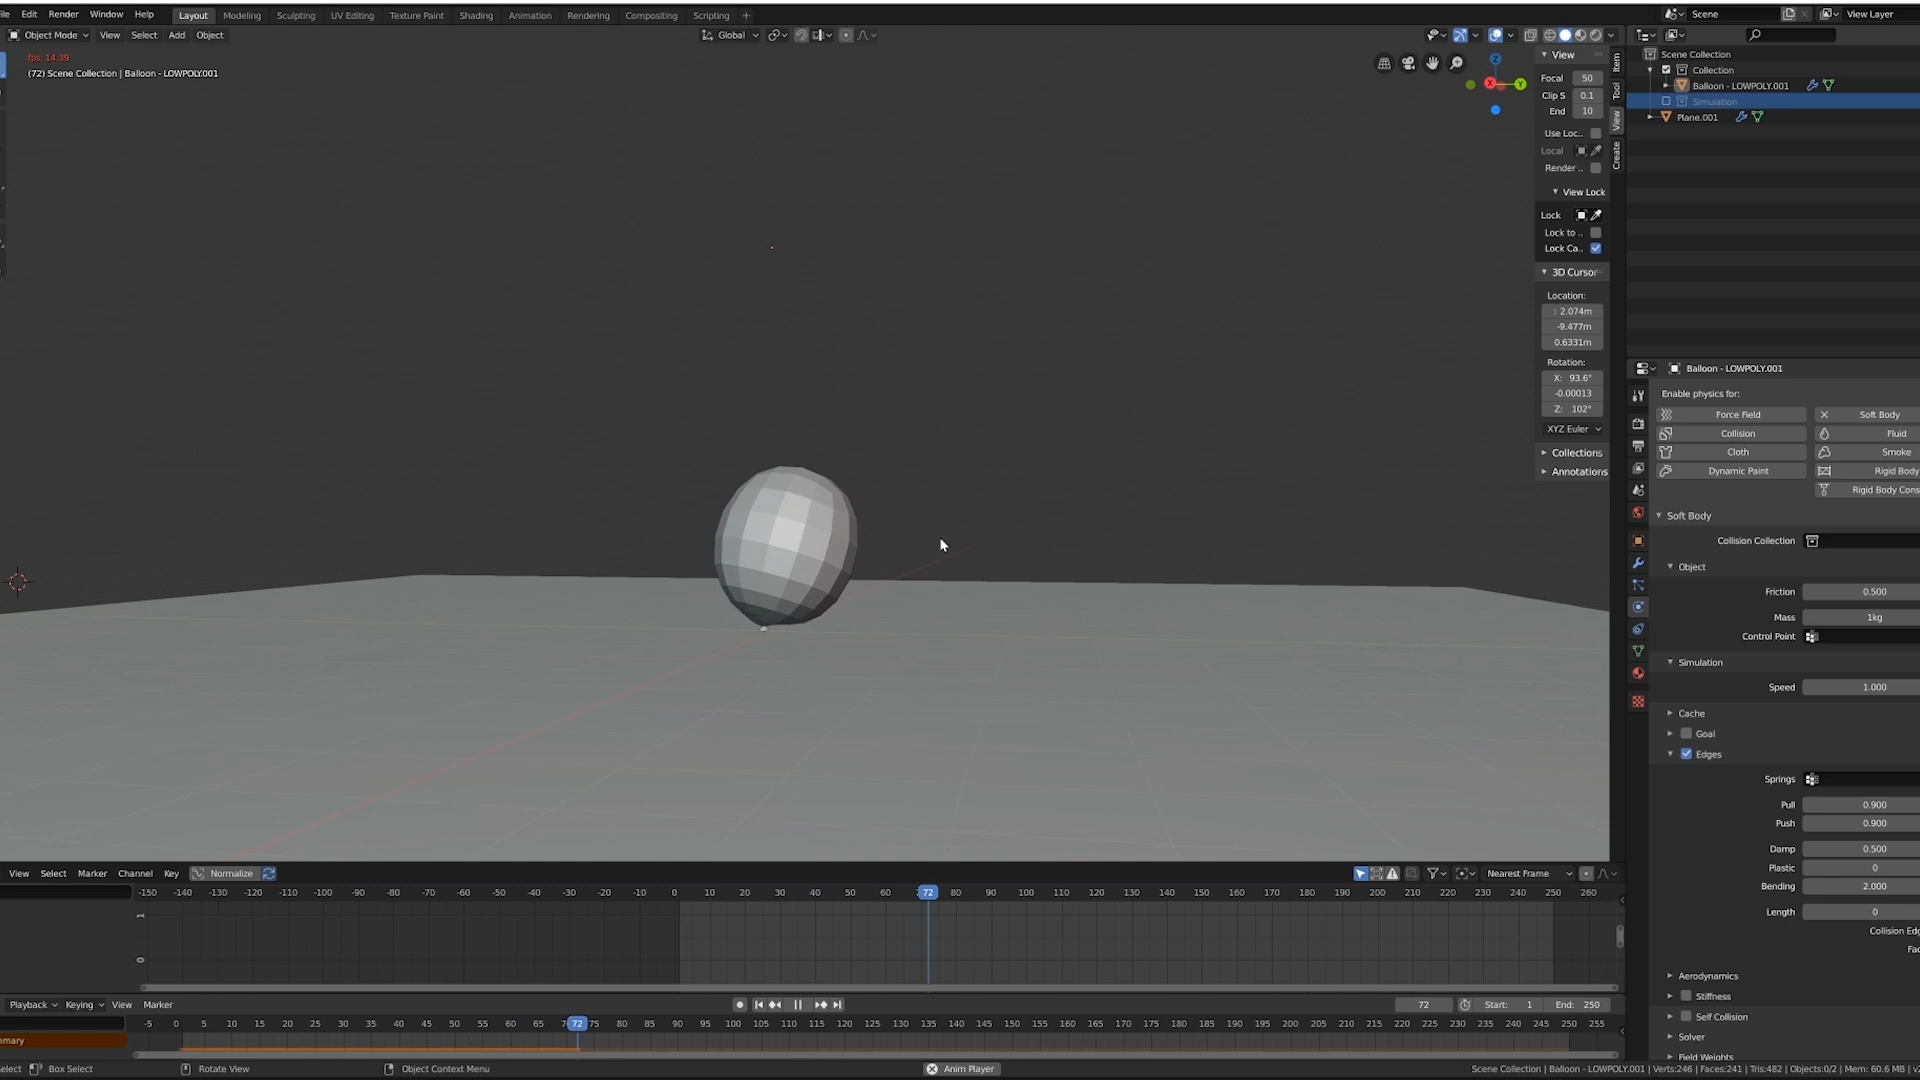 Edit Render Window Help Layout Modeling Sculpting UV Editing Texture Paint Shading Animation Rendering Compositing Scripting + Scene View Layer
Object Mode View Select Add Object Global
fps: 14.39
(72) Scene Collection | Balloon - LOWPOLY.001
View
Focal 50
Clip S 0.1
End 10
Use Loc..
Local
Render ..
View Lock
Lock
Lock to ..
Lock Ca..
3D Cursor
Location:
: 2.074m
-9.477m
0.6331m
Rotation:
X: 93.6°
-0.00013
Z: 102°
XYZ Euler
Collections
Annotations
Item
Tool
View
Create
Scene Collection
Collection
Balloon - LOWPOLY.001
Simulation
Plane.001
Balloon - LOWPOLY.001
Enable physics for:
Force Field Soft Body
Collision Fluid
Cloth Smoke
Dynamic Paint Rigid Body
Rigid Body Cons
Soft Body
Collision Collection
Object
Friction 0.500
Mass 1kg
Control Point
Simulation
Speed 1.000
Cache
Goal
Edges
Springs
Pull 0.900
Push 0.900
Damp 0.500
Plastic 0
Bending 2.000
Length 0
Collision Edg
Fac
Aerodynamics
Stiffness
Self Collision
Solver
Field Weights
View Select Marker Channel Key Normalize Nearest Frame
-150 -140 -130 -120 -110 -100 -90 -80 -70 -60 -50 -40 -30 -20 -10 0 10 20 30 40 50 60 72 80 90 100 110 120 130 140 150 160 170 180 190 200 210 220 230 240 250 260
1
0
Playback Keying View Marker 72 Start: 1 End: 250
-5 0 5 10 15 20 25 30 35 40 45 50 55 60 65 72 75 80 85 90 95 100 105 110 115 120 125 130 135 140 145 150 155 160 165 170 175 180 185 190 195 200 205 210 215 220 225 230 235 240 245 250 255
mmary
elect Box Select Rotate View Object Context Menu Anim Player Scene Collection | Balloon - LOWPOLY.001 | Verts:246 | Faces:241 | Tris:482 | Objects:0/2 | Mem: 60.6 MB |